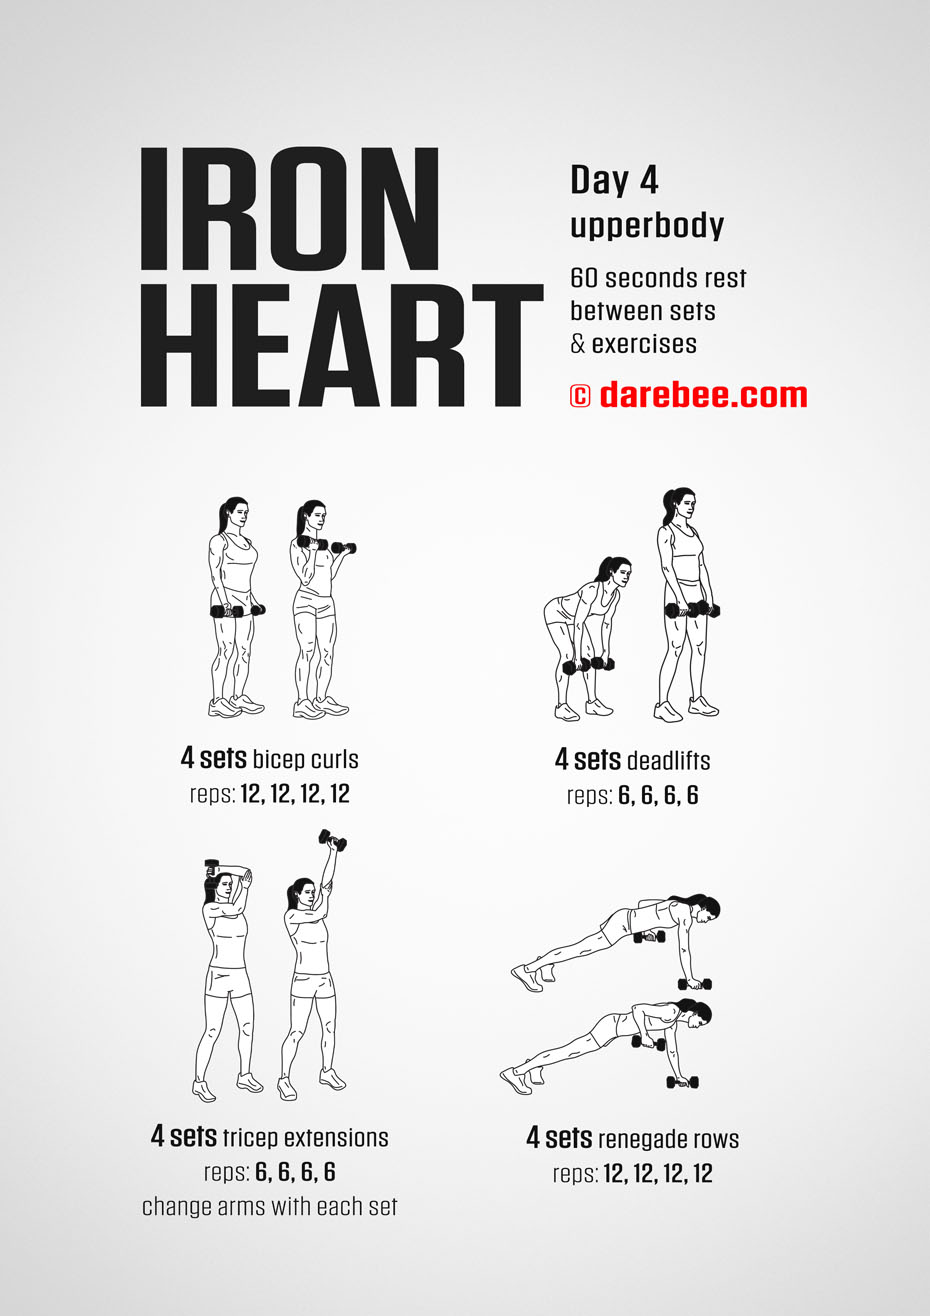 IRON
HEART
Day 4
upperbody
60 seconds rest
between sets
& exercises
© darebee.com
4 sets bicep curls
reps: 12, 12, 12, 12
4 sets deadlifts
reps: 6, 6, 6, 6
4 sets tricep extensions
reps: 6, 6, 6, 6
change arms with each set
4 sets renegade rows
reps: 12, 12, 12, 12